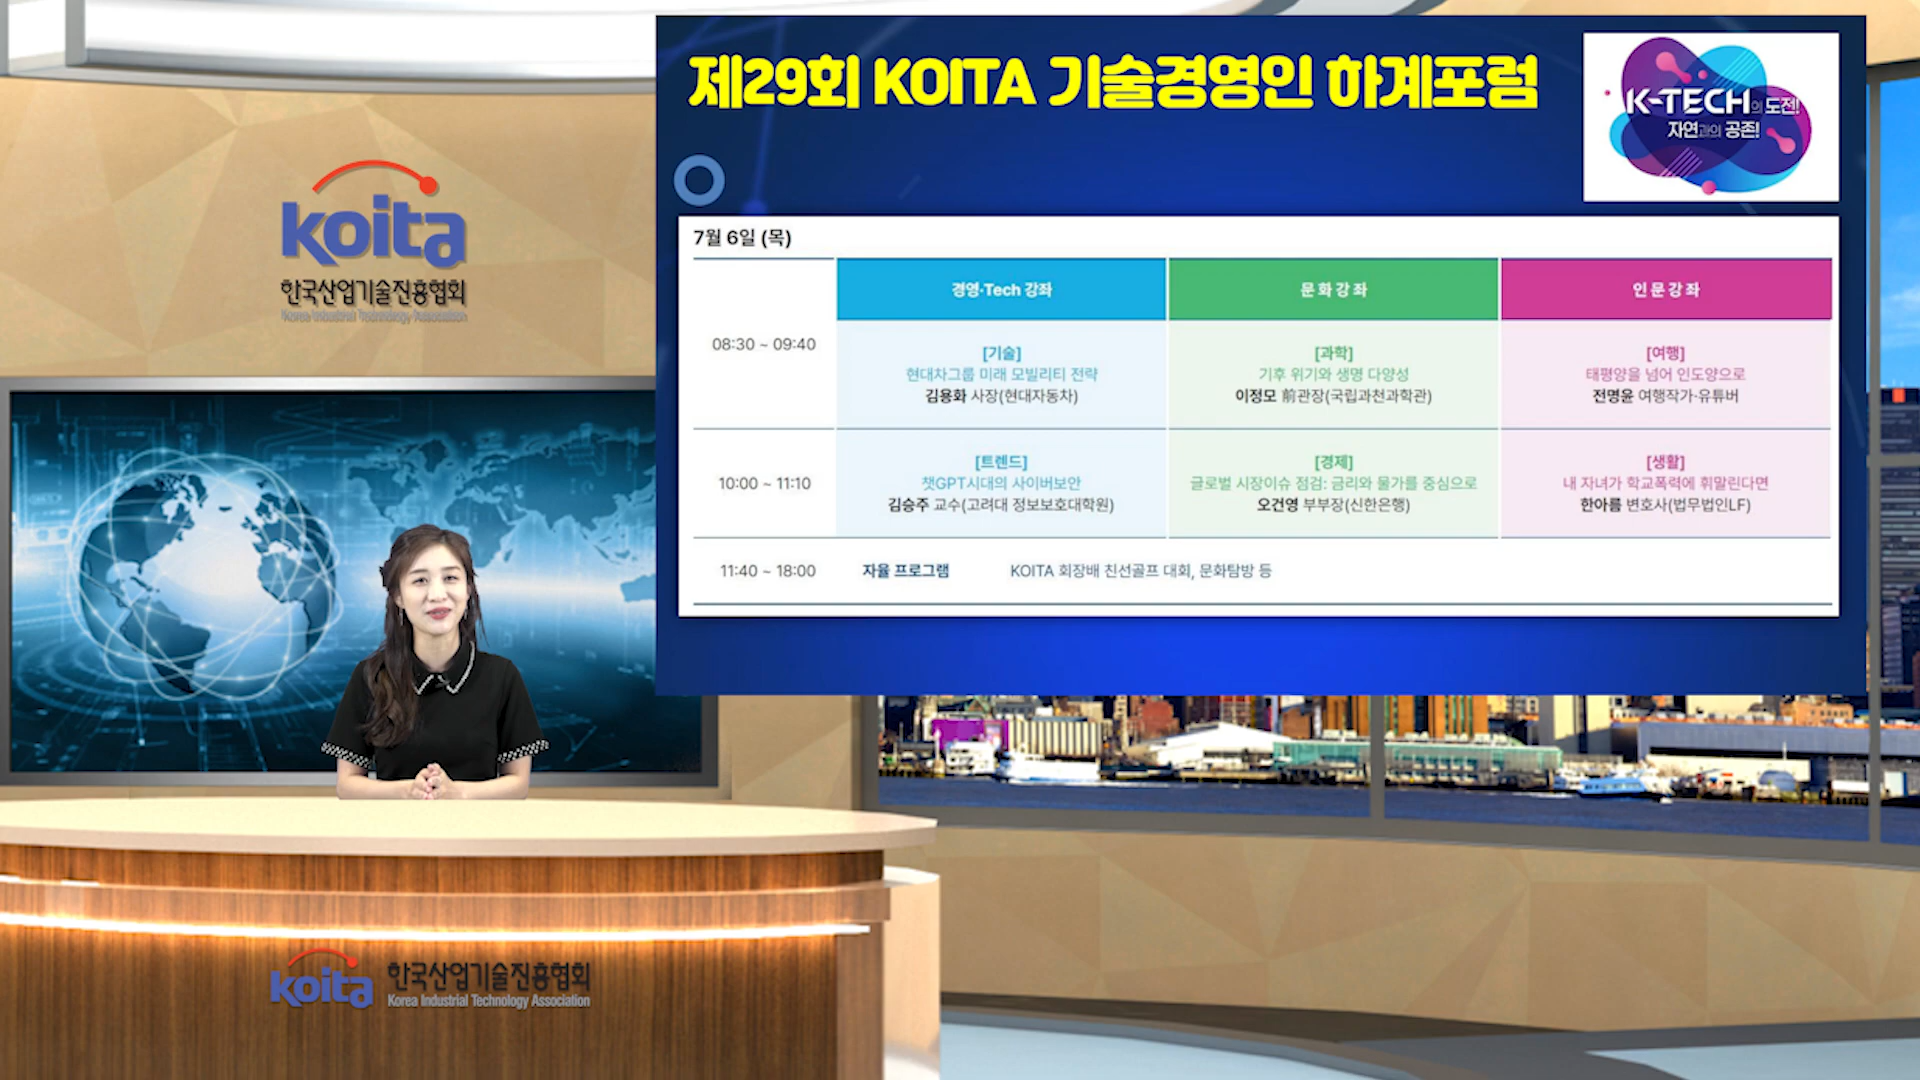 제29회 KOITA 기술경영인 하계포럼
K-TECH의 도전!
자연과의 공존!
koita
한국산업기술진흥협회
Korea Industrial Technology Association
7월 6일 (목)
경영·Tech 강좌
문화강좌
인문강좌
08:30 ~ 09:40
[기술]
현대차그룹 미래 모빌리티 전략
김용화 사장(현대자동차)
[과학]
기후 위기와 생명 다양성
이정모 前관장(국립과천과학관)
[여행]
태평양을 넘어 인도양으로
전명윤 여행작가·유튜버
10:00 ~ 11:10
[트렌드]
챗GPT시대의 사이버보안
김승주 교수(고려대 정보보호대학원)
[경제]
글로벌 시장이슈 점검: 금리와 물가를 중심으로
오건영 부부장(신한은행)
[생활]
내 자녀가 학교폭력에 휘말린다면
한아름 변호사(법무법인LF)
11:40 ~ 18:00
자율 프로그램
KOITA 회장배 친선골프 대회, 문화탐방 등
koita
한국산업기술진흥협회
Korea Industrial Technology Association